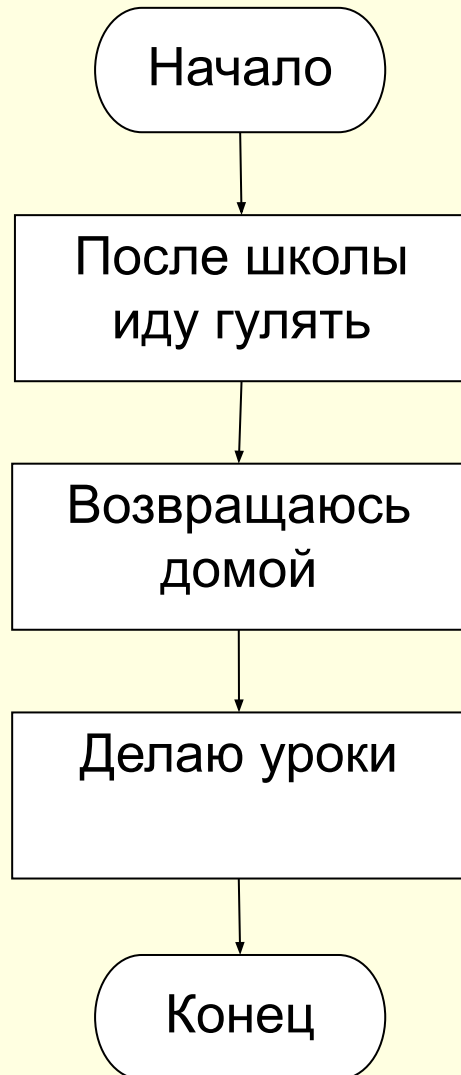 Начало
После школы
иду гулять
Возвращаюсь
домой
Делаю уроки
Конец